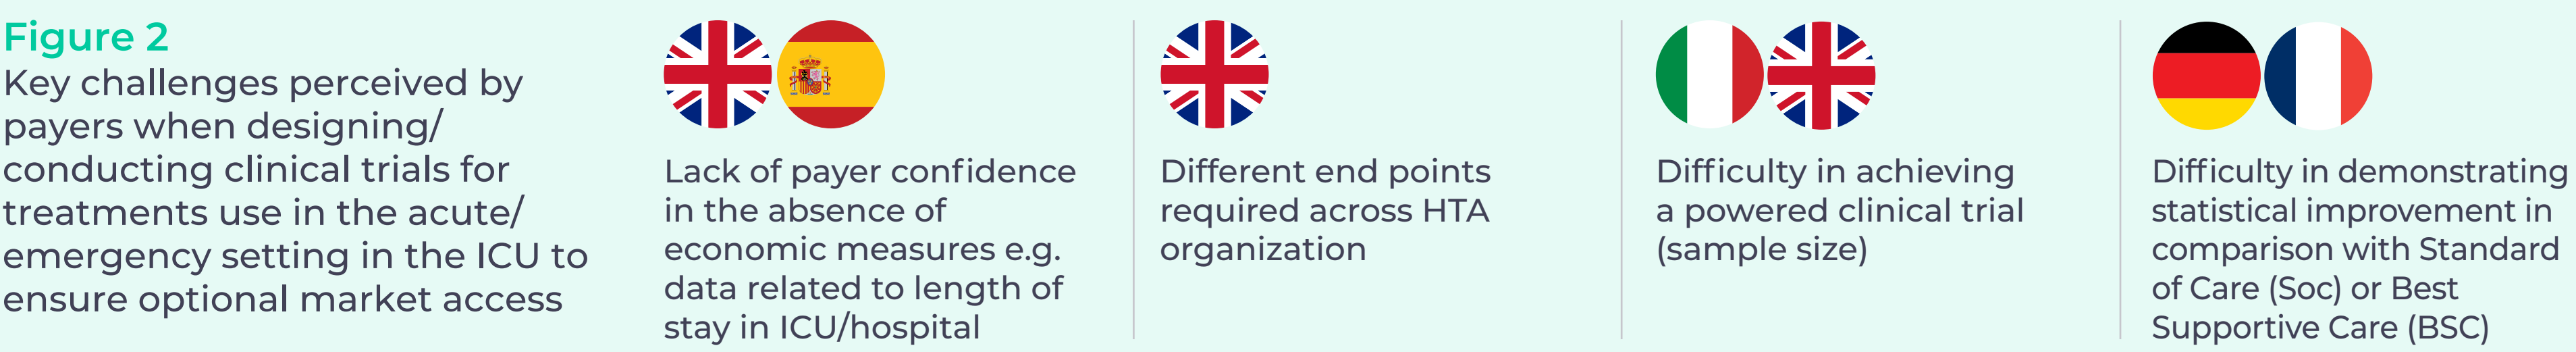 Figure 2
Key challenges perceived by
payers when designing/
conducting clinical trials for
treatments use in the acute/
emergency setting in the ICU to
ensure optional market access
Lack of payer confidence
in the absence of
economic measures e.g.
data related to length of
stay in ICU/hospital
Different end points
required across HTA
organization
Difficulty in achieving
a powered clinical trial
(sample size)
Difficulty in demonstrating
statistical improvement in
comparison with Standard
of Care (Soc) or Best
Supportive Care (BSC)